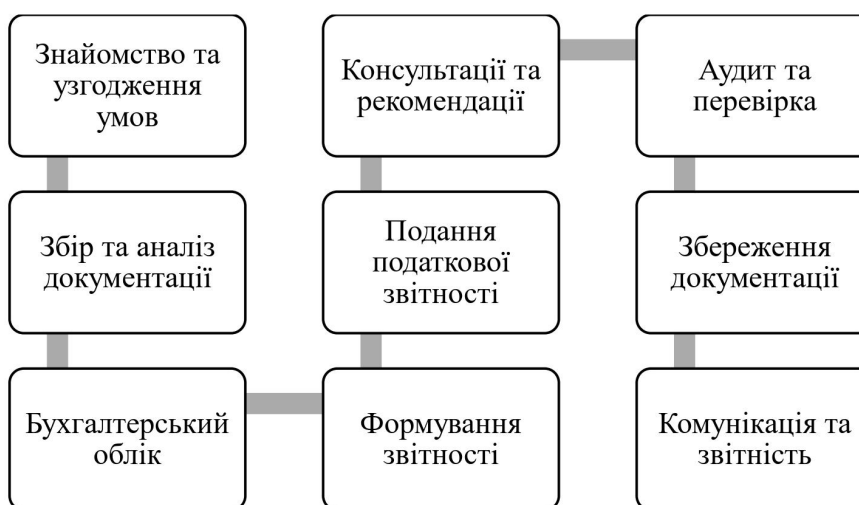 Знайомство та
узгодження
умов
Збір та аналіз
документації
Бухгалтерський
облік
Формування
звітності
Подання
податкової
звітності
Консультації та
рекомендації
Аудит та
перевірка
Збереження
документації
Комунікація та
звітність